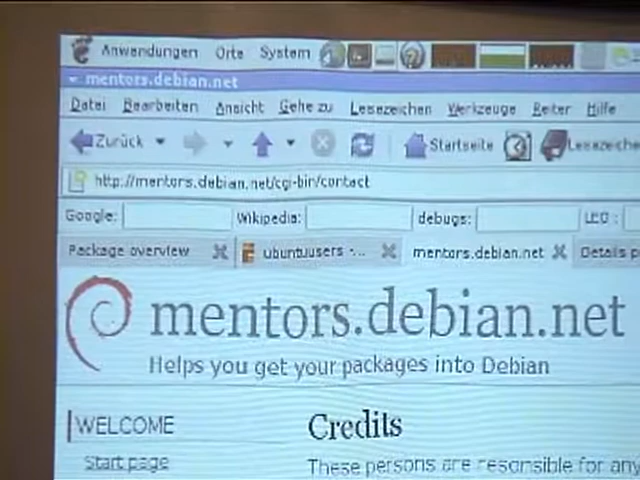 Anwendungen Orte System
mentors.debian.net
Datei Bearbeiten Ansicht Gehe zu Lesezeichen Werkzeuge Reiter Hilfe
Zurück Startseite Lesezeiche
http://mentors.debian.net/cgi-bin/contact
Google: Wikipedia: debugs: LEO :
Package overview ubuntuusers -... mentors.debian.net Details p
mentors.debian.net
Helps you get your packages into Debian
WELCOME
Credits
Start page
These persons are responsible for any